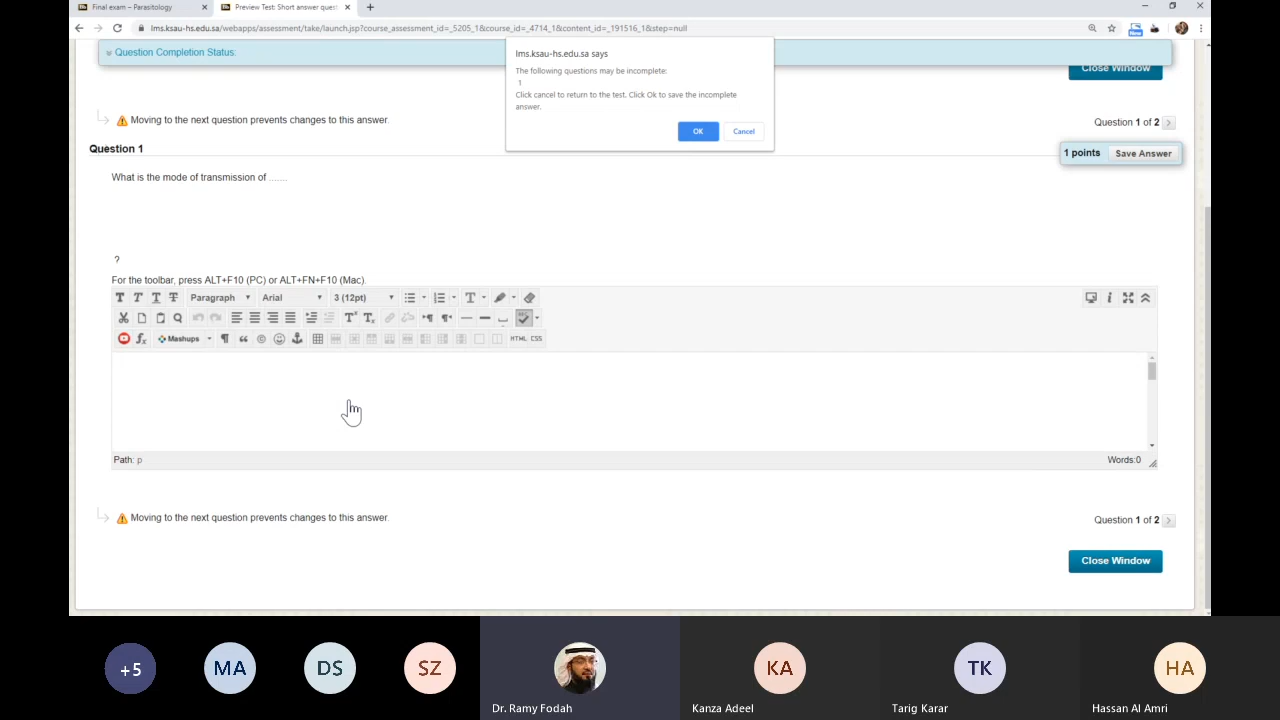 Final exam – Parasitology
Preview Test: Short answer quest
lms.ksau-hs.edu.sa/webapps/assessment/take/launch.jsp?course_assessment_id=_5205_1&course_id=_4714_1&content_id=_191516_1&step=null
New
Question Completion Status:
lms.ksau-hs.edu.sa says
The following questions may be incomplete:
1
Click cancel to return to the test. Click Ok to save the incomplete
answer.
OK
Cancel
Close Window
Moving to the next question prevents changes to this answer.
Question 1 of 2
Question 1
1 points
Save Answer
What is the mode of transmission of .......
?
For the toolbar, press ALT+F10 (PC) or ALT+FN+F10 (Mac).
T T T T Paragraph Arial 3 (12pt)
Mashups
HTML CSS
Path: p
Words:0
Moving to the next question prevents changes to this answer.
Question 1 of 2
Close Window
+5
MA
DS
SZ
KA
TK
HA
Dr. Ramy Fodah
Kanza Adeel
Tarig Karar
Hassan Al Amri